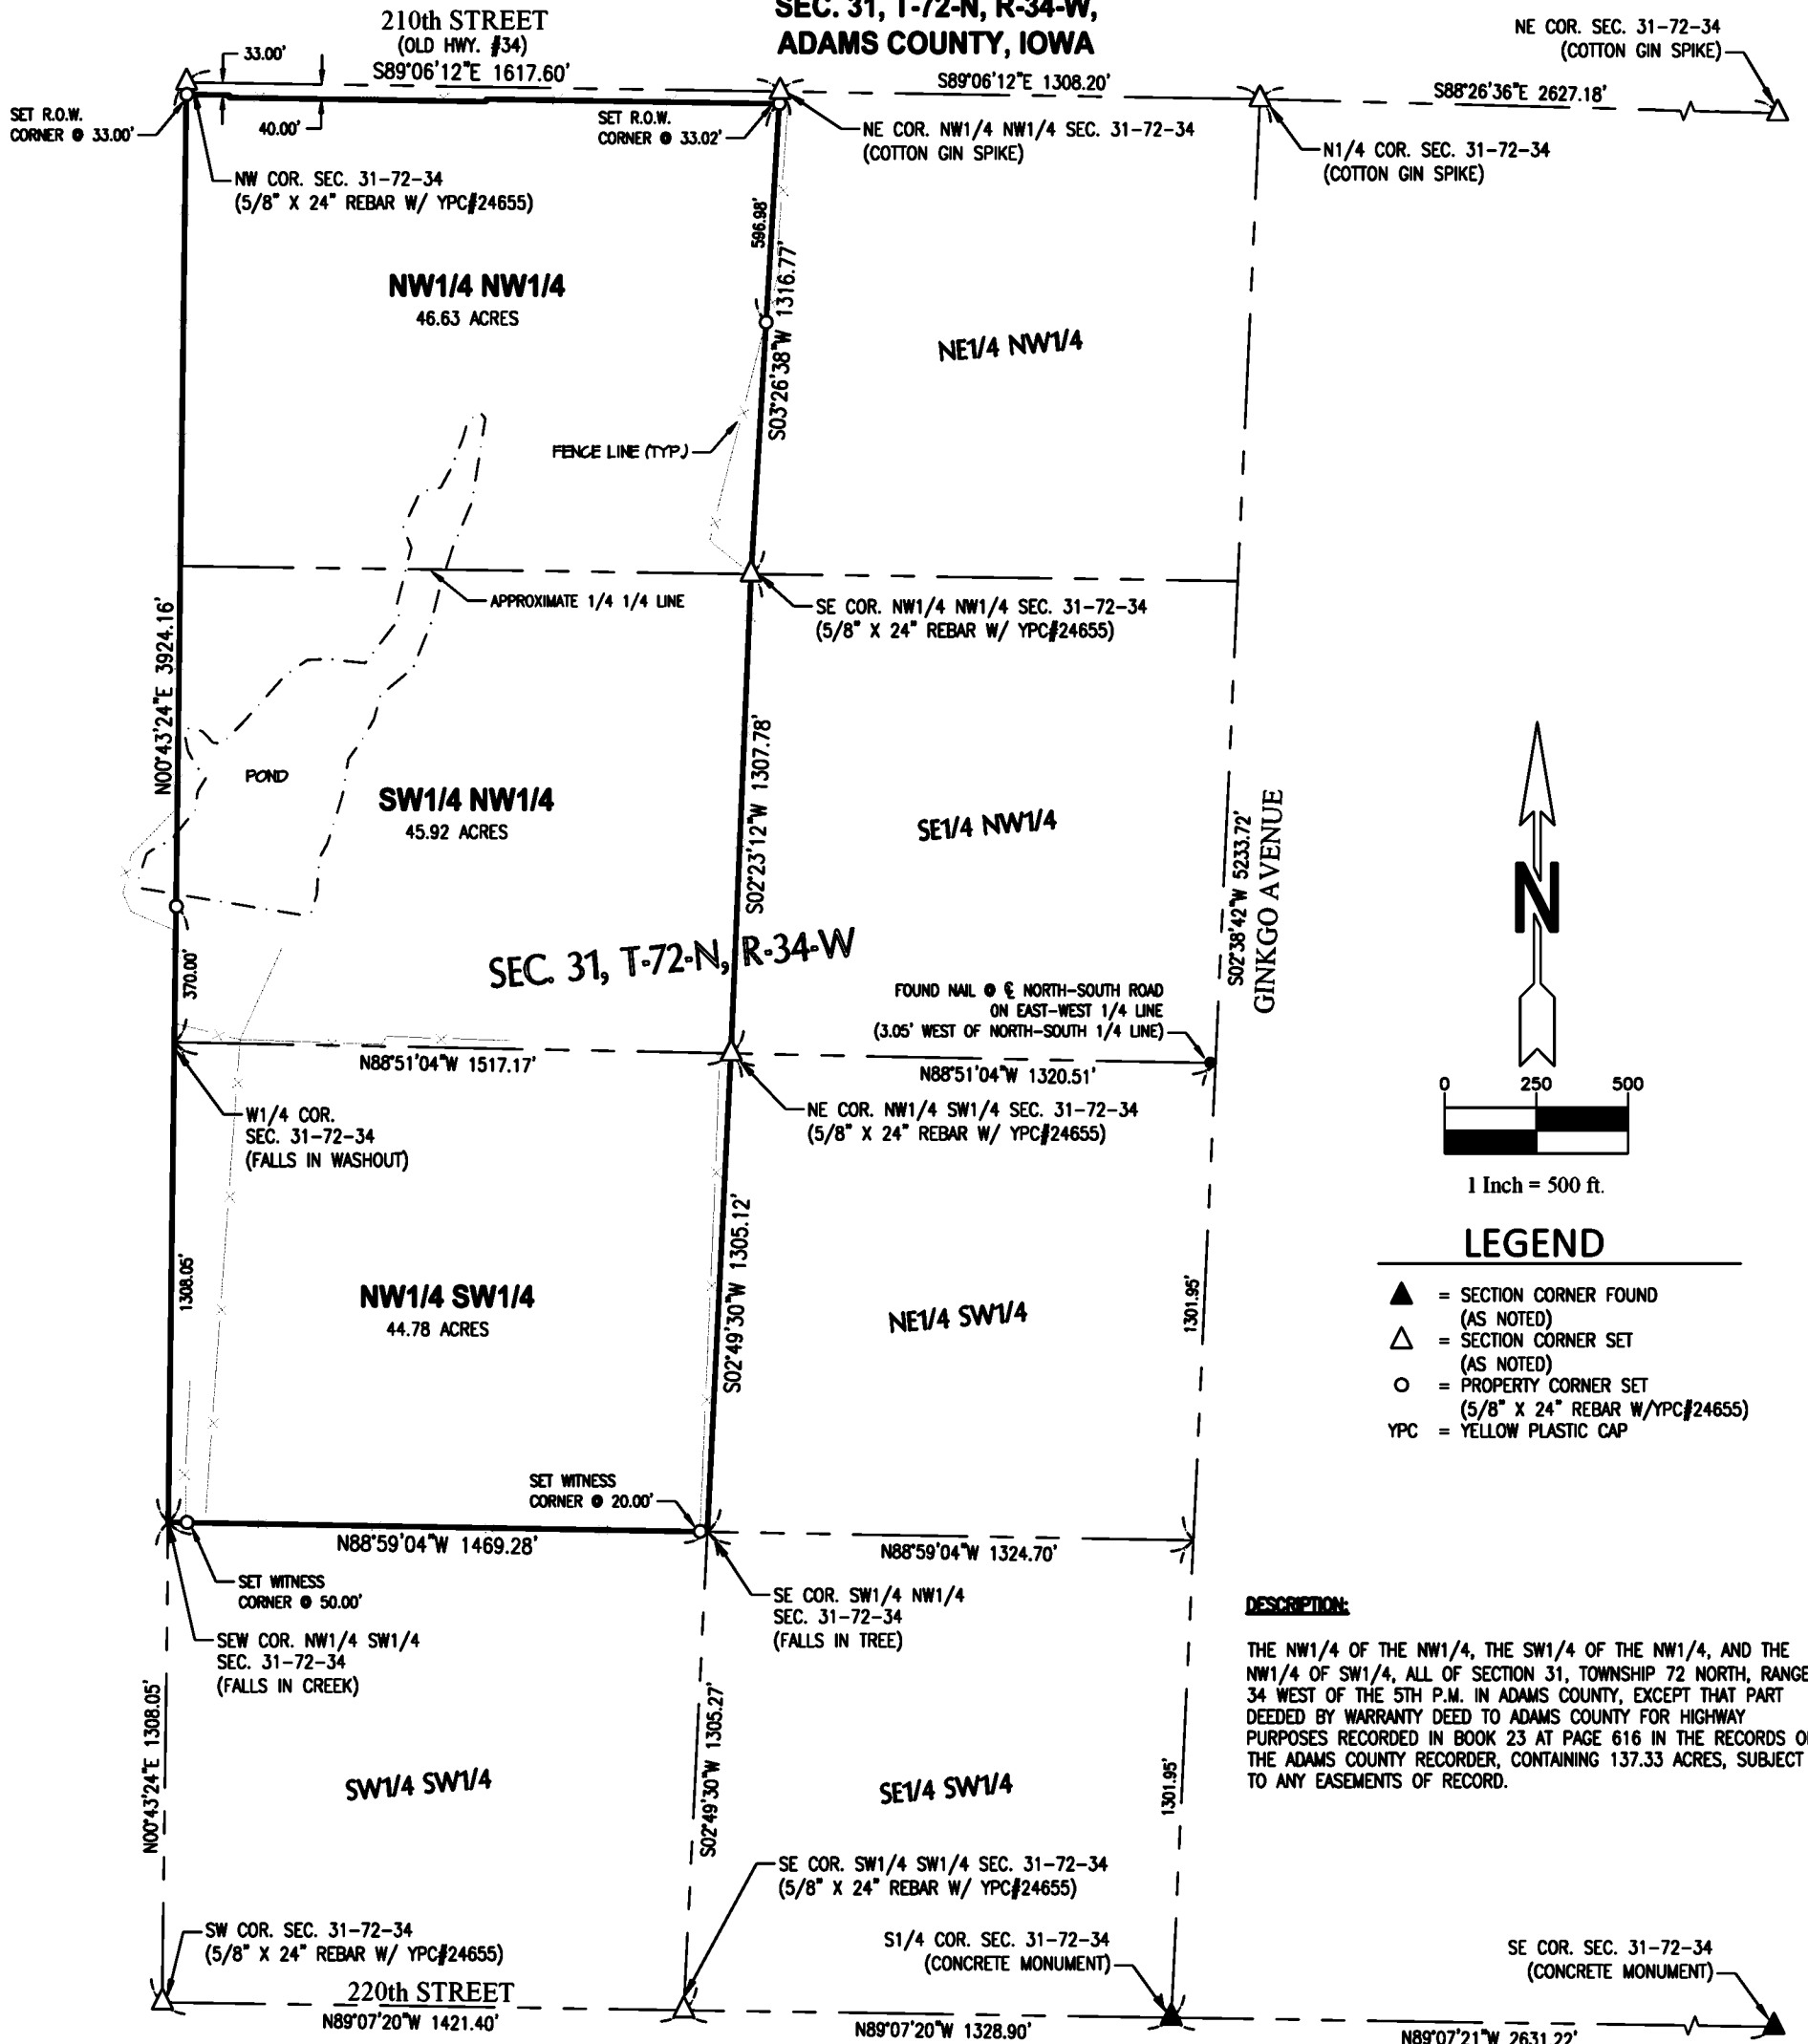 SEC. 31, T-72-N, R-34-W,
ADAMS COUNTY, IOWA
210th STREET
(OLD HWY. #34)
S89°06'12"E 1617.60'
33.00'
40.00'
SET R.O.W.
CORNER @ 33.00'
SET R.O.W.
CORNER @ 33.02'
S89°06'12"E 1308.20'
NE COR. SEC. 31-72-34
(COTTON GIN SPIKE)
S88°26'36"E 2627.18'
NE COR. NW1/4 NW1/4 SEC. 31-72-34
(COTTON GIN SPIKE)
N1/4 COR. SEC. 31-72-34
(COTTON GIN SPIKE)
NW COR. SEC. 31-72-34
(5/8" X 24" REBAR W/ YPC#24655)
NW1/4 NW1/4
46.63 ACRES
596.98'
S03°26'38"W 1316.77'
NE1/4 NW1/4
FENCE LINE (TYP.)
APPROXIMATE 1/4 1/4 LINE
SE COR. NW1/4 NW1/4 SEC. 31-72-34
(5/8" X 24" REBAR W/ YPC#24655)
N00°43'24"E 3924.16'
POND
SW1/4 NW1/4
45.92 ACRES
S02°23'12"W 1307.78'
SE1/4 NW1/4
S02°38'42"W 5233.72'
GINKGO AVENUE
N
SEC. 31, T-72-N, R-34-W
370.00'
FOUND NAIL @ ℄ NORTH-SOUTH ROAD
ON EAST-WEST 1/4 LINE
(3.05' WEST OF NORTH-SOUTH 1/4 LINE)
N88°51'04"W 1517.17'
N88°51'04"W 1320.51'
0 250 500
1 Inch = 500 ft.
W1/4 COR.
SEC. 31-72-34
(FALLS IN WASHOUT)
NE COR. NW1/4 SW1/4 SEC. 31-72-34
(5/8" X 24" REBAR W/ YPC#24655)
1308.05'
NW1/4 SW1/4
44.78 ACRES
S02°49'30"W 1305.12'
NE1/4 SW1/4
1301.95'
LEGEND
= SECTION CORNER FOUND
(AS NOTED)
= SECTION CORNER SET
(AS NOTED)
= PROPERTY CORNER SET
(5/8" X 24" REBAR W/YPC#24655)
YPC = YELLOW PLASTIC CAP
SET WITNESS
CORNER @ 20.00'
N88°59'04"W 1469.28'
N88°59'04"W 1324.70'
SET WITNESS
CORNER @ 50.00'
SE COR. SW1/4 NW1/4
SEC. 31-72-34
(FALLS IN TREE)
SEW COR. NW1/4 SW1/4
SEC. 31-72-34
(FALLS IN CREEK)
DESCRIPTION:
THE NW1/4 OF THE NW1/4, THE SW1/4 OF THE NW1/4, AND THE
NW1/4 OF SW1/4, ALL OF SECTION 31, TOWNSHIP 72 NORTH, RANGE
34 WEST OF THE 5TH P.M. IN ADAMS COUNTY, EXCEPT THAT PART
DEEDED BY WARRANTY DEED TO ADAMS COUNTY FOR HIGHWAY
PURPOSES RECORDED IN BOOK 23 AT PAGE 616 IN THE RECORDS OF
THE ADAMS COUNTY RECORDER, CONTAINING 137.33 ACRES, SUBJECT
TO ANY EASEMENTS OF RECORD.
N00°43'24"E 1308.05'
SW1/4 SW1/4
S02°49'30"W 1305.27'
SE1/4 SW1/4
1301.95'
SE COR. SW1/4 SW1/4 SEC. 31-72-34
(5/8" X 24" REBAR W/ YPC#24655)
SW COR. SEC. 31-72-34
(5/8" X 24" REBAR W/ YPC#24655)
S1/4 COR. SEC. 31-72-34
(CONCRETE MONUMENT)
SE COR. SEC. 31-72-34
(CONCRETE MONUMENT)
220th STREET
N89°07'20"W 1421.40'
N89°07'20"W 1328.90'
N89°07'21"W 2631.22'